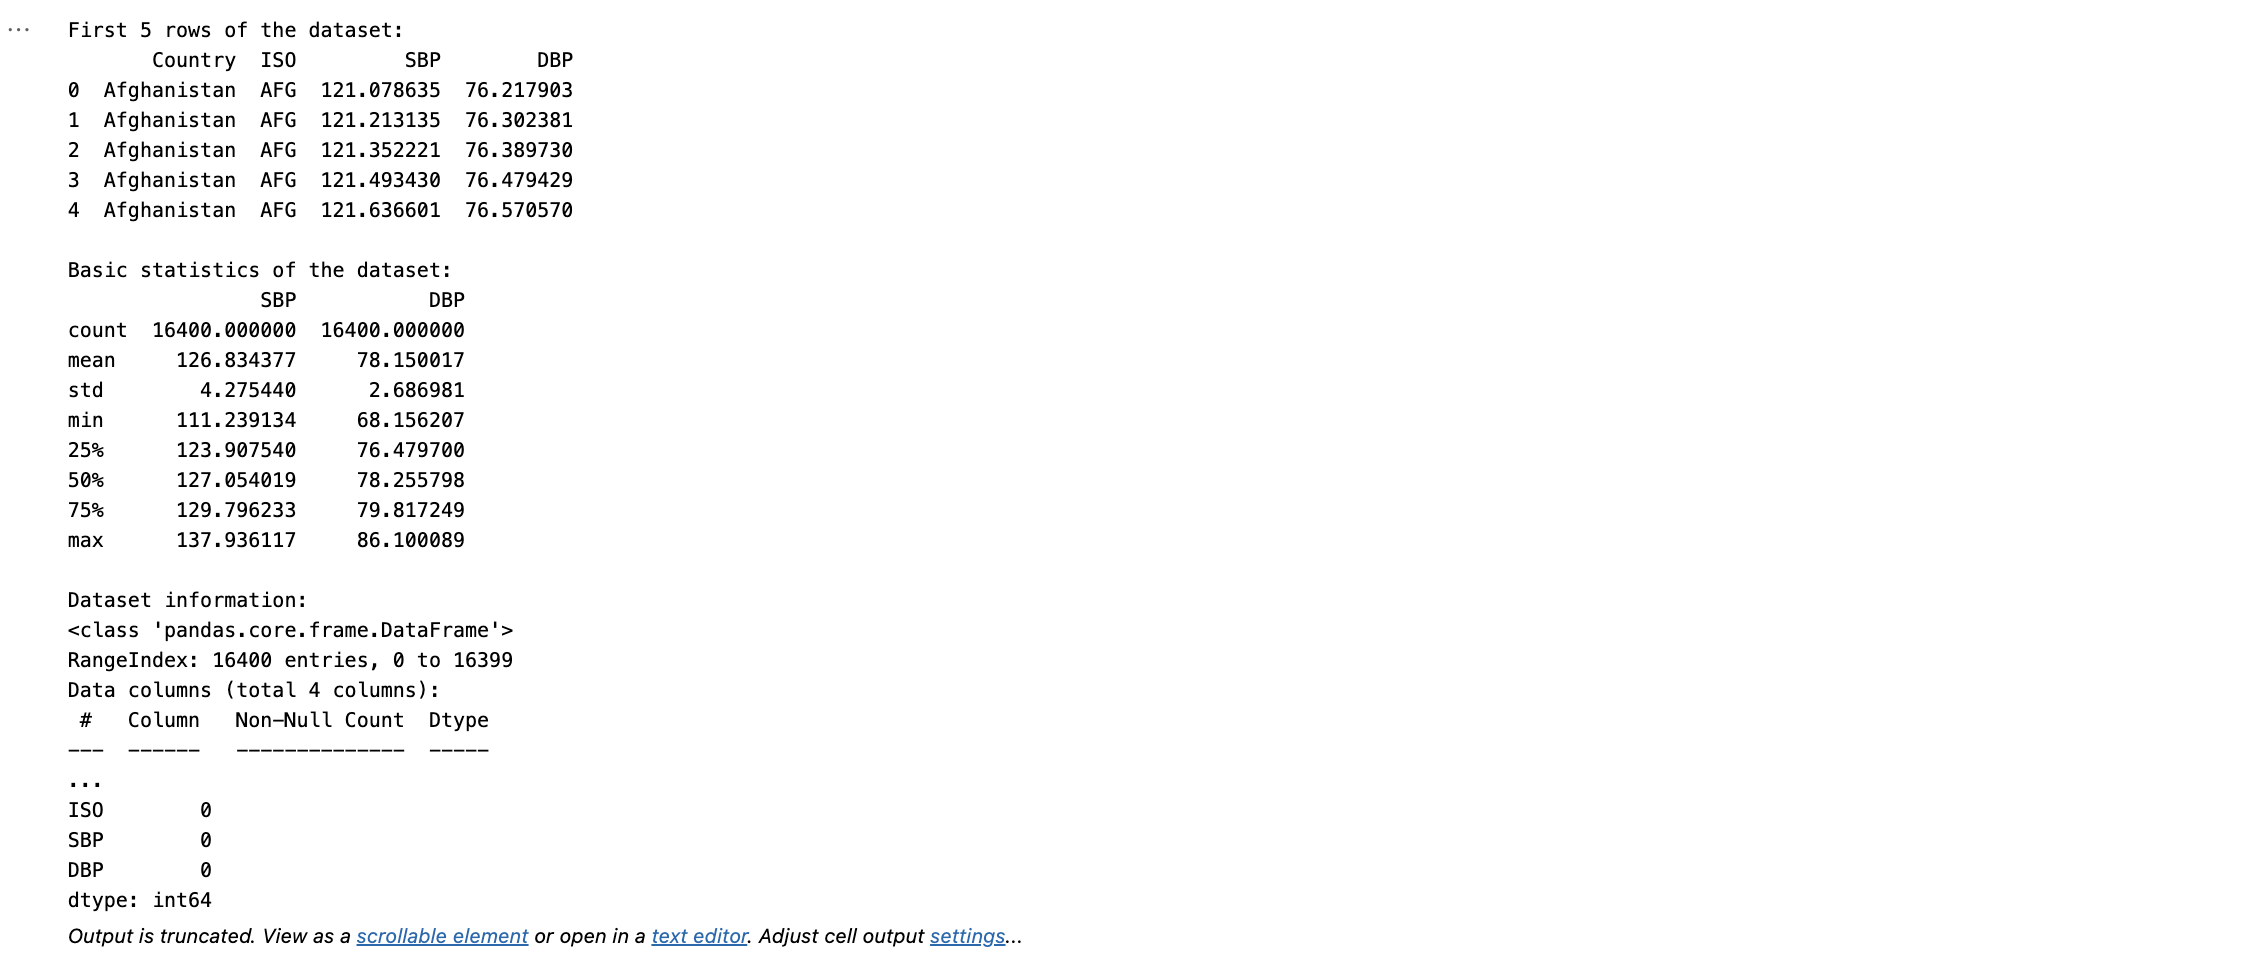 First 5 rows of the dataset:
       Country  ISO         SBP        DBP
0  Afghanistan  AFG  121.078635  76.217903
1  Afghanistan  AFG  121.213135  76.302381
2  Afghanistan  AFG  121.352221  76.389730
3  Afghanistan  AFG  121.493430  76.479429
4  Afghanistan  AFG  121.636601  76.570570

Basic statistics of the dataset:
                SBP           DBP
count  16400.000000  16400.000000
mean     126.834377     78.150017
std        4.275440      2.686981
min      111.239134     68.156207
25%      123.907540     76.479700
50%      127.054019     78.255798
75%      129.796233     79.817249
max      137.936117     86.100089

Dataset information:
<class 'pandas.core.frame.DataFrame'>
RangeIndex: 16400 entries, 0 to 16399
Data columns (total 4 columns):
 #   Column   Non-Null Count  Dtype
---  ------   --------------  -----
...
ISO        0
SBP        0
DBP        0
dtype: int64
Output is truncated. View as a scrollable element or open in a text editor. Adjust cell output settings...